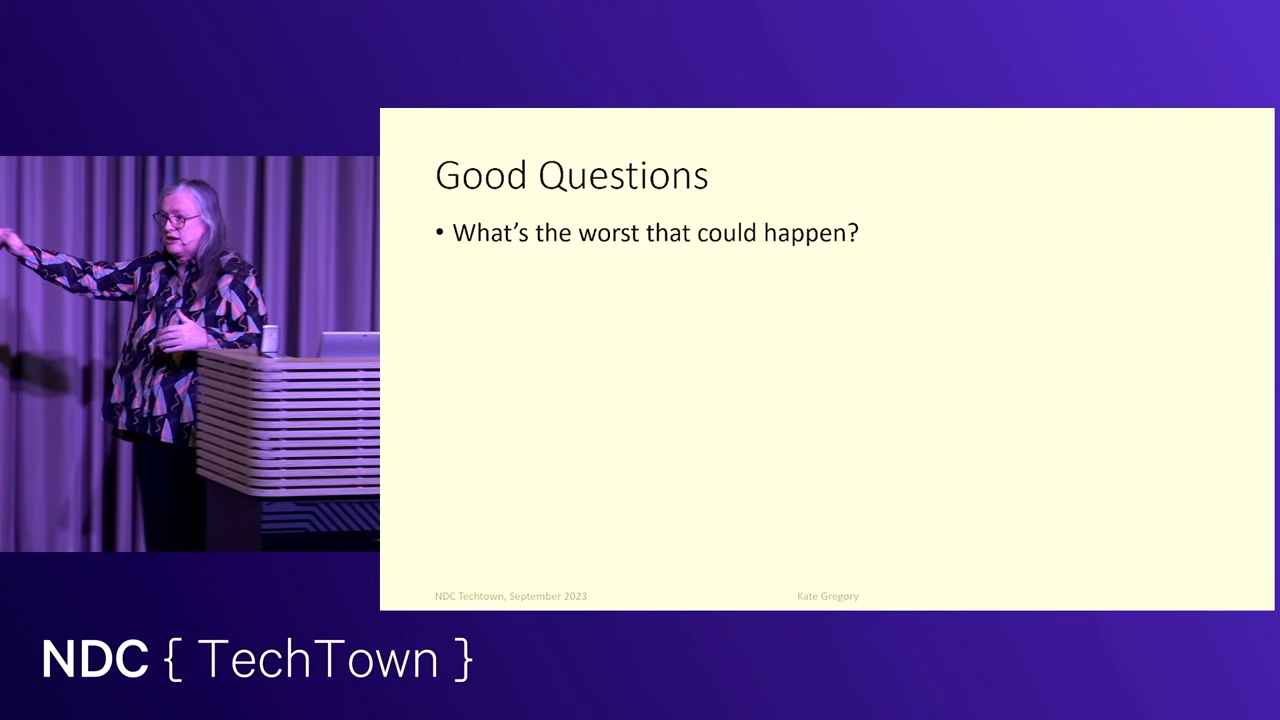 Good Questions
• What's the worst that could happen?
NDC Techtown, September 2023
Kate Gregory
NDC { TechTown }